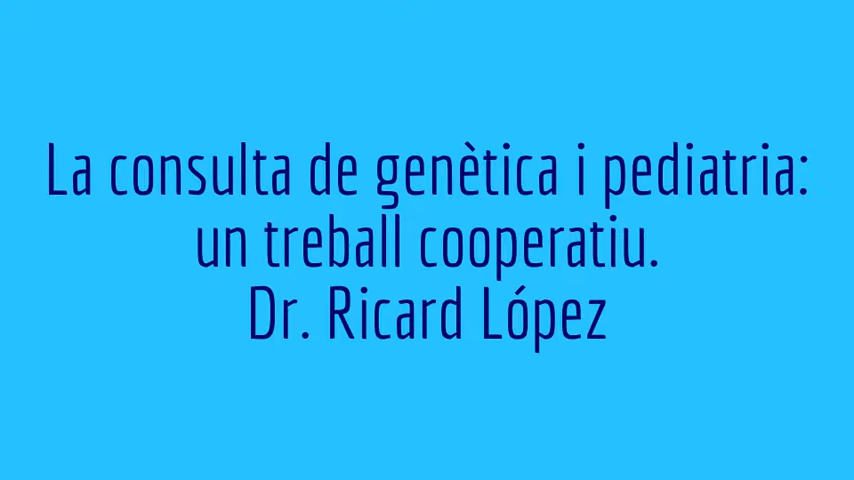 La consulta de genètica i pediatria:
un treball cooperatiu.
Dr. Ricard López